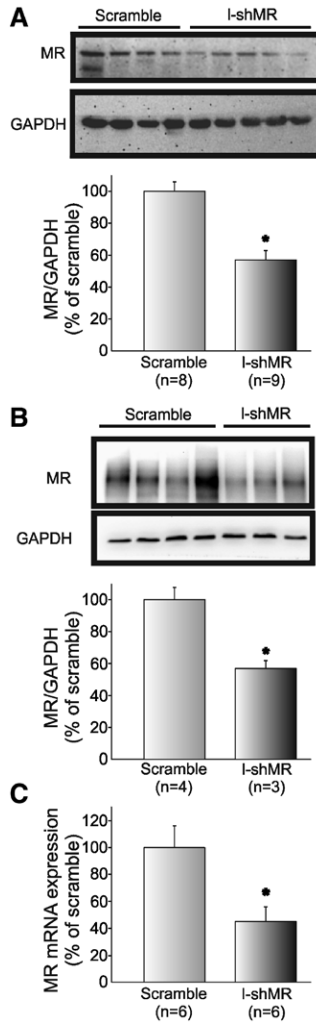 A
Scramble l-shMR
MR
GAPDH
MR/GAPDH
(% of scramble)
100
80
60
40
20
0
*
Scramble l-shMR
(n=8) (n=9)
B
Scramble l-shMR
MR
GAPDH
MR/GAPDH
(% of scramble)
100
80
60
40
20
0
*
Scramble l-shMR
(n=4) (n=3)
C
MR mRNA expression
(% of scramble)
120
100
80
60
40
20
0
*
Scramble l-shMR
(n=6) (n=6)